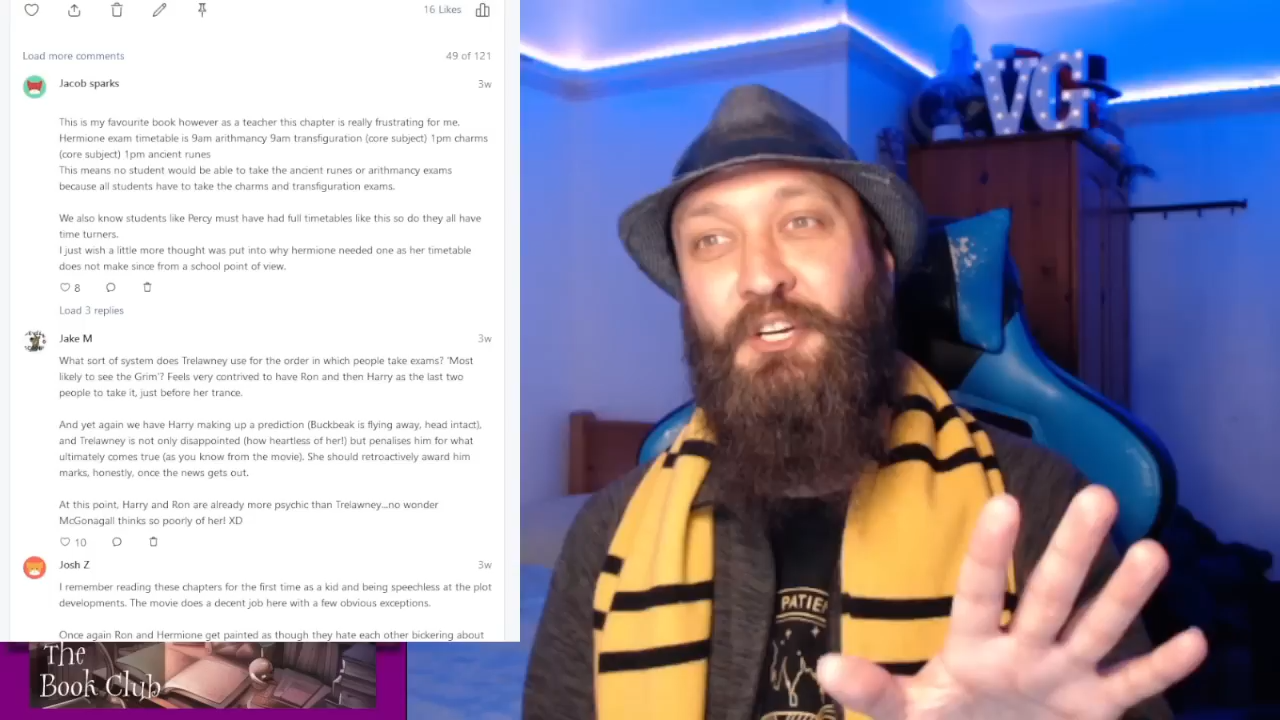 16 Likes
Load more comments
49 of 121
Jacob sparks
3w
This is my favourite book however as a teacher this chapter is really frustrating for me.
Hermione exam timetable is 9am arithmancy 9am transfiguration (core subject) 1pm charms
(core subject) 1pm ancient runes
This means no student would be able to take the ancient runes or arithmancy exams
because all students have to take the charms and transfiguration exams.
We also know students like Percy must have had full timetables like this so do they all have
time turners.
I just wish a little more thought was put into why hermione needed one as her timetable
does not make since from a school point of view.
8
Load 3 replies
Jake M
3w
What sort of system does Trelawney use for the order in which people take exams? 'Most
likely to see the Grim'? Feels very contrived to have Ron and then Harry as the last two
people to take it, just before her trance.
And yet again we have Harry making up a prediction (Buckbeak is flying away, head intact),
and Trelawney is not only disappointed (how heartless of her!) but penalises him for what
ultimately comes true (as you know from the movie). She should retroactively award him
marks, honestly, once the news gets out.
At this point, Harry and Ron are already more psychic than Trelawney...no wonder
McGonagall thinks so poorly of her! XD
10
Josh Z
3w
I remember reading these chapters for the first time as a kid and being speechless at the plot
developments. The movie does a decent job here with a few obvious exceptions.
Once again Ron and Hermione get painted as though they hate each other bickering about
The
Book Club
VG
PATIEN